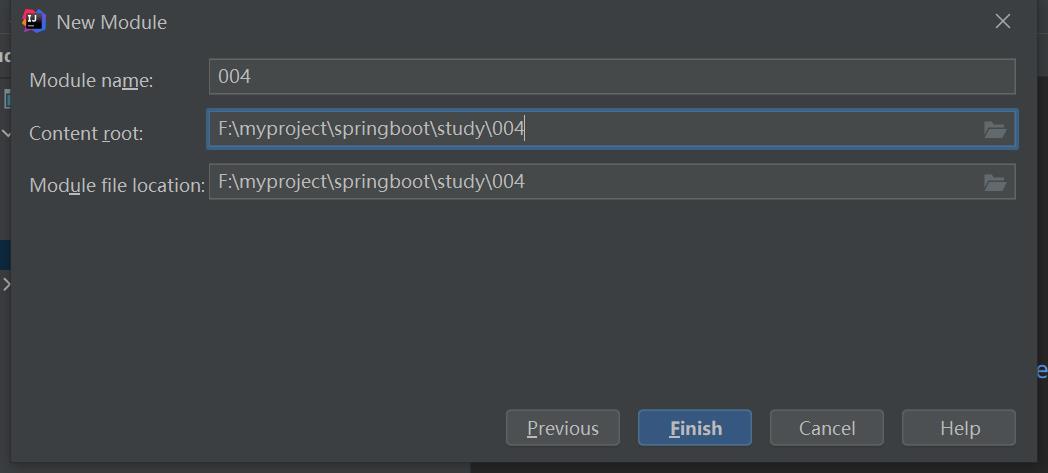 New Module
Module name:
004
Content root:
F:\myproject\springboot\study\004
Module file location:
F:\myproject\springboot\study\004
Previous
Finish
Cancel
Help